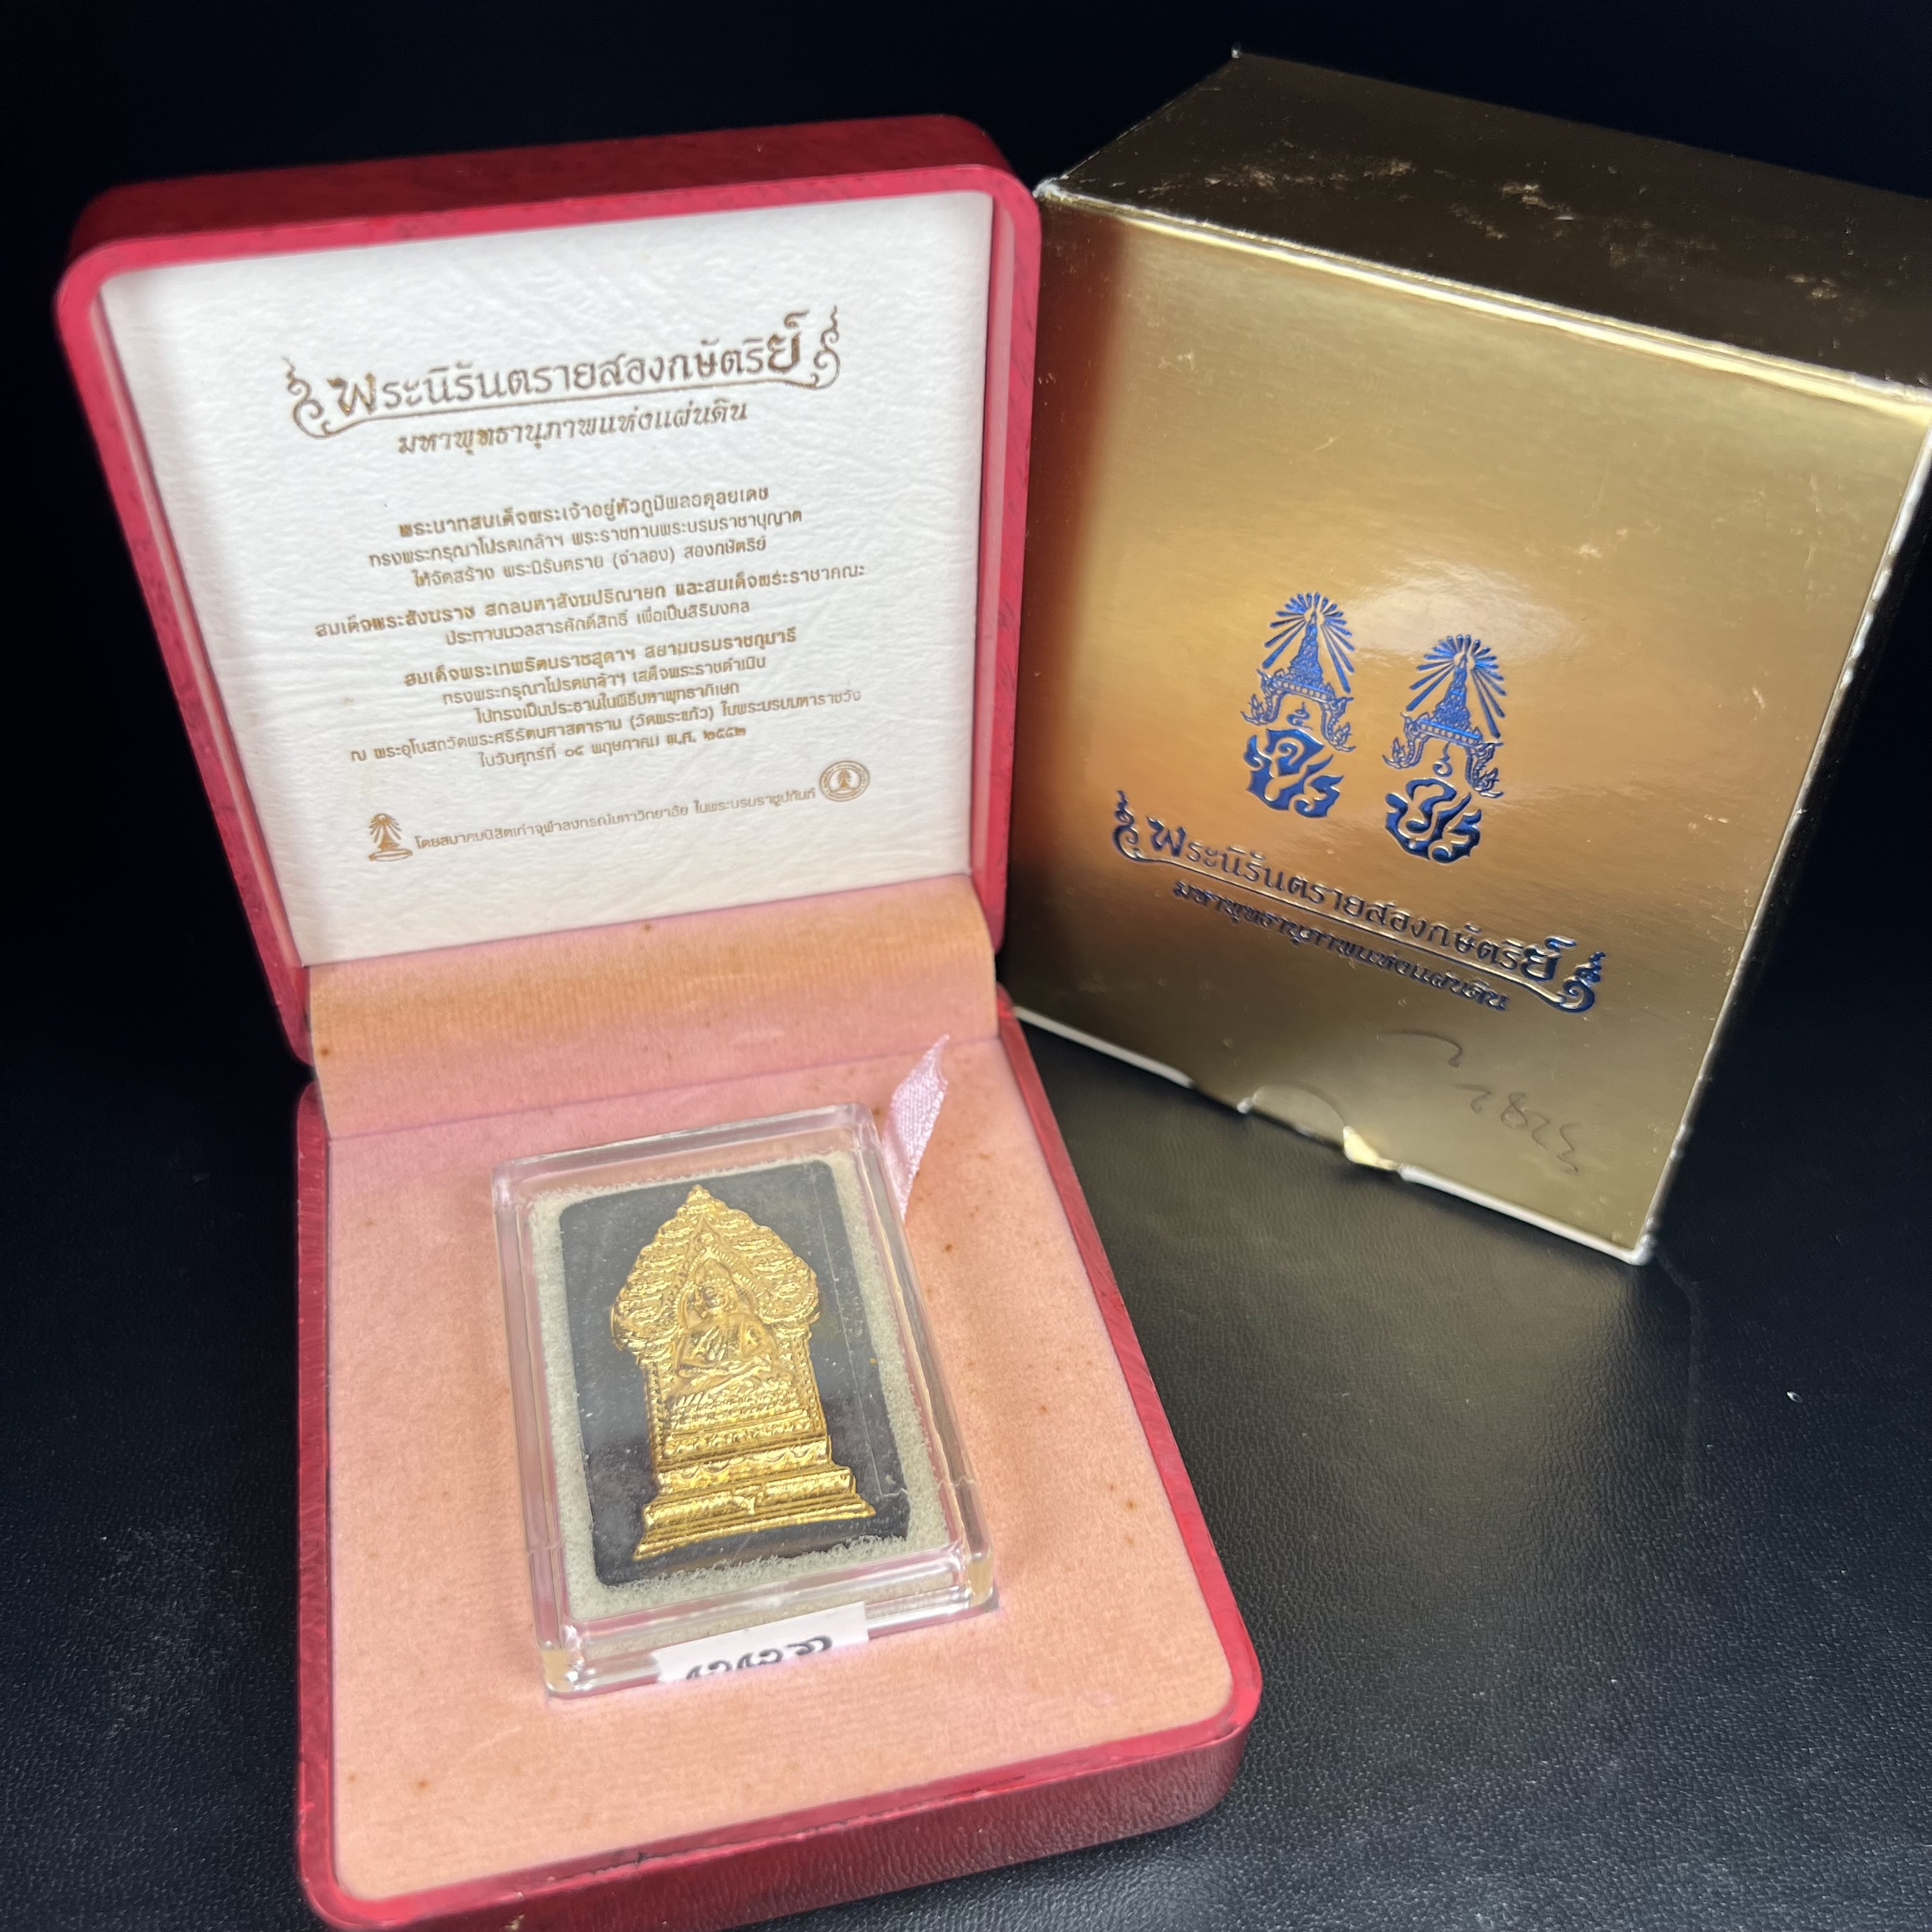 พระนิรันตรายสองกษัตริย์
มหาพุทธานุภาพแห่งแผ่นดิน
พระบาทสมเด็จพระเจ้าอยู่หัวภูมิพลอดุลยเดช
ทรงพระกรุณาโปรดเกล้าฯ พระราชทานพระบรมราชานุญาต
ให้จัดสร้าง พระนิรันตราย (จำลอง) สองกษัตริย์
สมเด็จพระสังฆราช สกลมหาสังฆปริณายก และสมเด็จพระราชาคณะ
ประทานมวลสารศักดิ์สิทธิ์ เพื่อเป็นสิริมงคล
สมเด็จพระเทพรัตนราชสุดาฯ สยามบรมราชกุมารี
ทรงพระกรุณาโปรดเกล้าฯ เสด็จพระราชดำเนิน
ไปทรงเป็นประธานในพิธีมหาพุทธาภิเษก
ณ พระอุโบสถวัดพระศรีรัตนศาสดาราม (วัดพระแก้ว) ในพระบรมมหาราชวัง
ในวันศุกร์ที่ ๐๕ พฤษภาคม พ.ศ. ๒๕๔๒
โดยสมาคมนิสิตเก่าจุฬาลงกรณ์มหาวิทยาลัย ในพระบรมราชูปถัมภ์
พระนิรันตรายสองกษัตริย์
มหาพุทธานุภาพแห่งแผ่นดิน